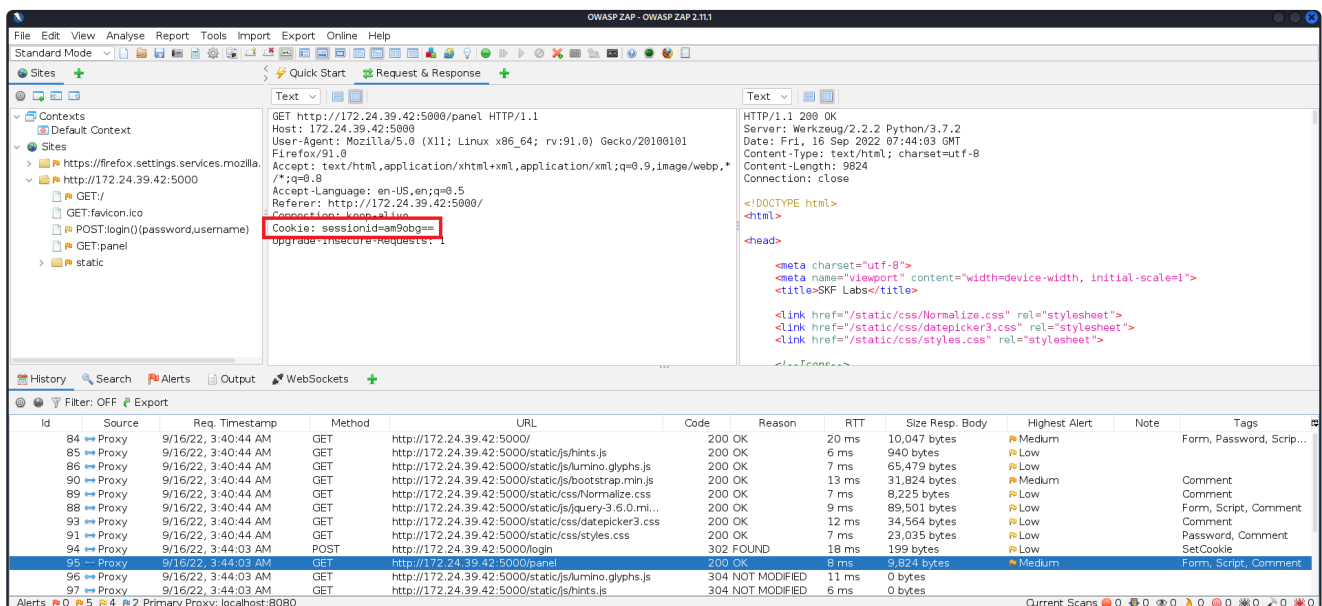 OWASP ZAP - OWASP ZAP 2.11.1
File Edit View Analyse Report Tools Import Export Online Help
Standard Mode
Sites
Quick Start
Request & Response
Text
Text
Contexts
Default Context
Sites
https://firefox.settings.services.mozilla.
http://172.24.39.42:5000
GET:/
GET:favicon.ico
POST:login()(password,username)
GET:panel
static
GET http://172.24.39.42:5000/panel HTTP/1.1
Host: 172.24.39.42:5000
User-Agent: Mozilla/5.0 (X11; Linux x86_64; rv:91.0) Gecko/20100101
Firefox/91.0
Accept: text/html,application/xhtml+xml,application/xml;q=0.9,image/webp,*
/*;q=0.8
Accept-Language: en-US,en;q=0.5
Referer: http://172.24.39.42:5000/
Connection: keep-alive
Cookie: sessionid=am9obg==
Upgrade-Insecure-Requests: 1
HTTP/1.1 200 OK
Server: Werkzeug/2.2.2 Python/3.7.2
Date: Fri, 16 Sep 2022 07:44:03 GMT
Content-Type: text/html; charset=utf-8
Content-Length: 9824
Connection: close
<!DOCTYPE html>
<html>
<head>
<meta charset="utf-8">
<meta name="viewport" content="width=device-width, initial-scale=1">
<title>SKF Labs</title>
<link href="/static/css/Normalize.css" rel="stylesheet">
<link href="/static/css/datepicker3.css" rel="stylesheet">
<link href="/static/css/styles.css" rel="stylesheet">
<!--Icons-->
History Search Alerts Output WebSockets
Filter: OFF Export
Id Source Req. Timestamp Method URL Code Reason RTT Size Resp. Body Highest Alert Note Tags
84 Proxy 9/16/22, 3:40:44 AM GET http://172.24.39.42:5000/ 200 OK 20 ms 10,047 bytes Medium Form, Password, Scrip...
85 Proxy 9/16/22, 3:40:44 AM GET http://172.24.39.42:5000/static/js/hints.js 200 OK 6 ms 940 bytes Low
86 Proxy 9/16/22, 3:40:44 AM GET http://172.24.39.42:5000/static/js/lumino.glyphs.js 200 OK 7 ms 65,479 bytes Low
90 Proxy 9/16/22, 3:40:44 AM GET http://172.24.39.42:5000/static/js/bootstrap.min.js 200 OK 13 ms 31,824 bytes Medium Comment
89 Proxy 9/16/22, 3:40:44 AM GET http://172.24.39.42:5000/static/css/Normalize.css 200 OK 7 ms 8,225 bytes Low Comment
88 Proxy 9/16/22, 3:40:44 AM GET http://172.24.39.42:5000/static/js/jquery-3.6.0.mi... 200 OK 9 ms 89,501 bytes Low Form, Script, Comment
93 Proxy 9/16/22, 3:40:44 AM GET http://172.24.39.42:5000/static/css/datepicker3.css 200 OK 12 ms 34,564 bytes Low Comment
91 Proxy 9/16/22, 3:40:44 AM GET http://172.24.39.42:5000/static/css/styles.css 200 OK 7 ms 23,035 bytes Low Password, Comment
94 Proxy 9/16/22, 3:44:03 AM POST http://172.24.39.42:5000/login 302 FOUND 18 ms 199 bytes Low SetCookie
95 Proxy 9/16/22, 3:44:03 AM GET http://172.24.39.42:5000/panel 200 OK 8 ms 9,824 bytes Medium Form, Script, Comment
96 Proxy 9/16/22, 3:44:03 AM GET http://172.24.39.42:5000/static/js/lumino.glyphs.js 304 NOT MODIFIED 11 ms 0 bytes
97 Proxy 9/16/22, 3:44:03 AM GET http://172.24.39.42:5000/static/js/hints.js 304 NOT MODIFIED 6 ms 0 bytes
Alerts 0 5 4 2 Primary Proxy: localhost:8080 Current Scans 0 0 0 0 0 0 0 0